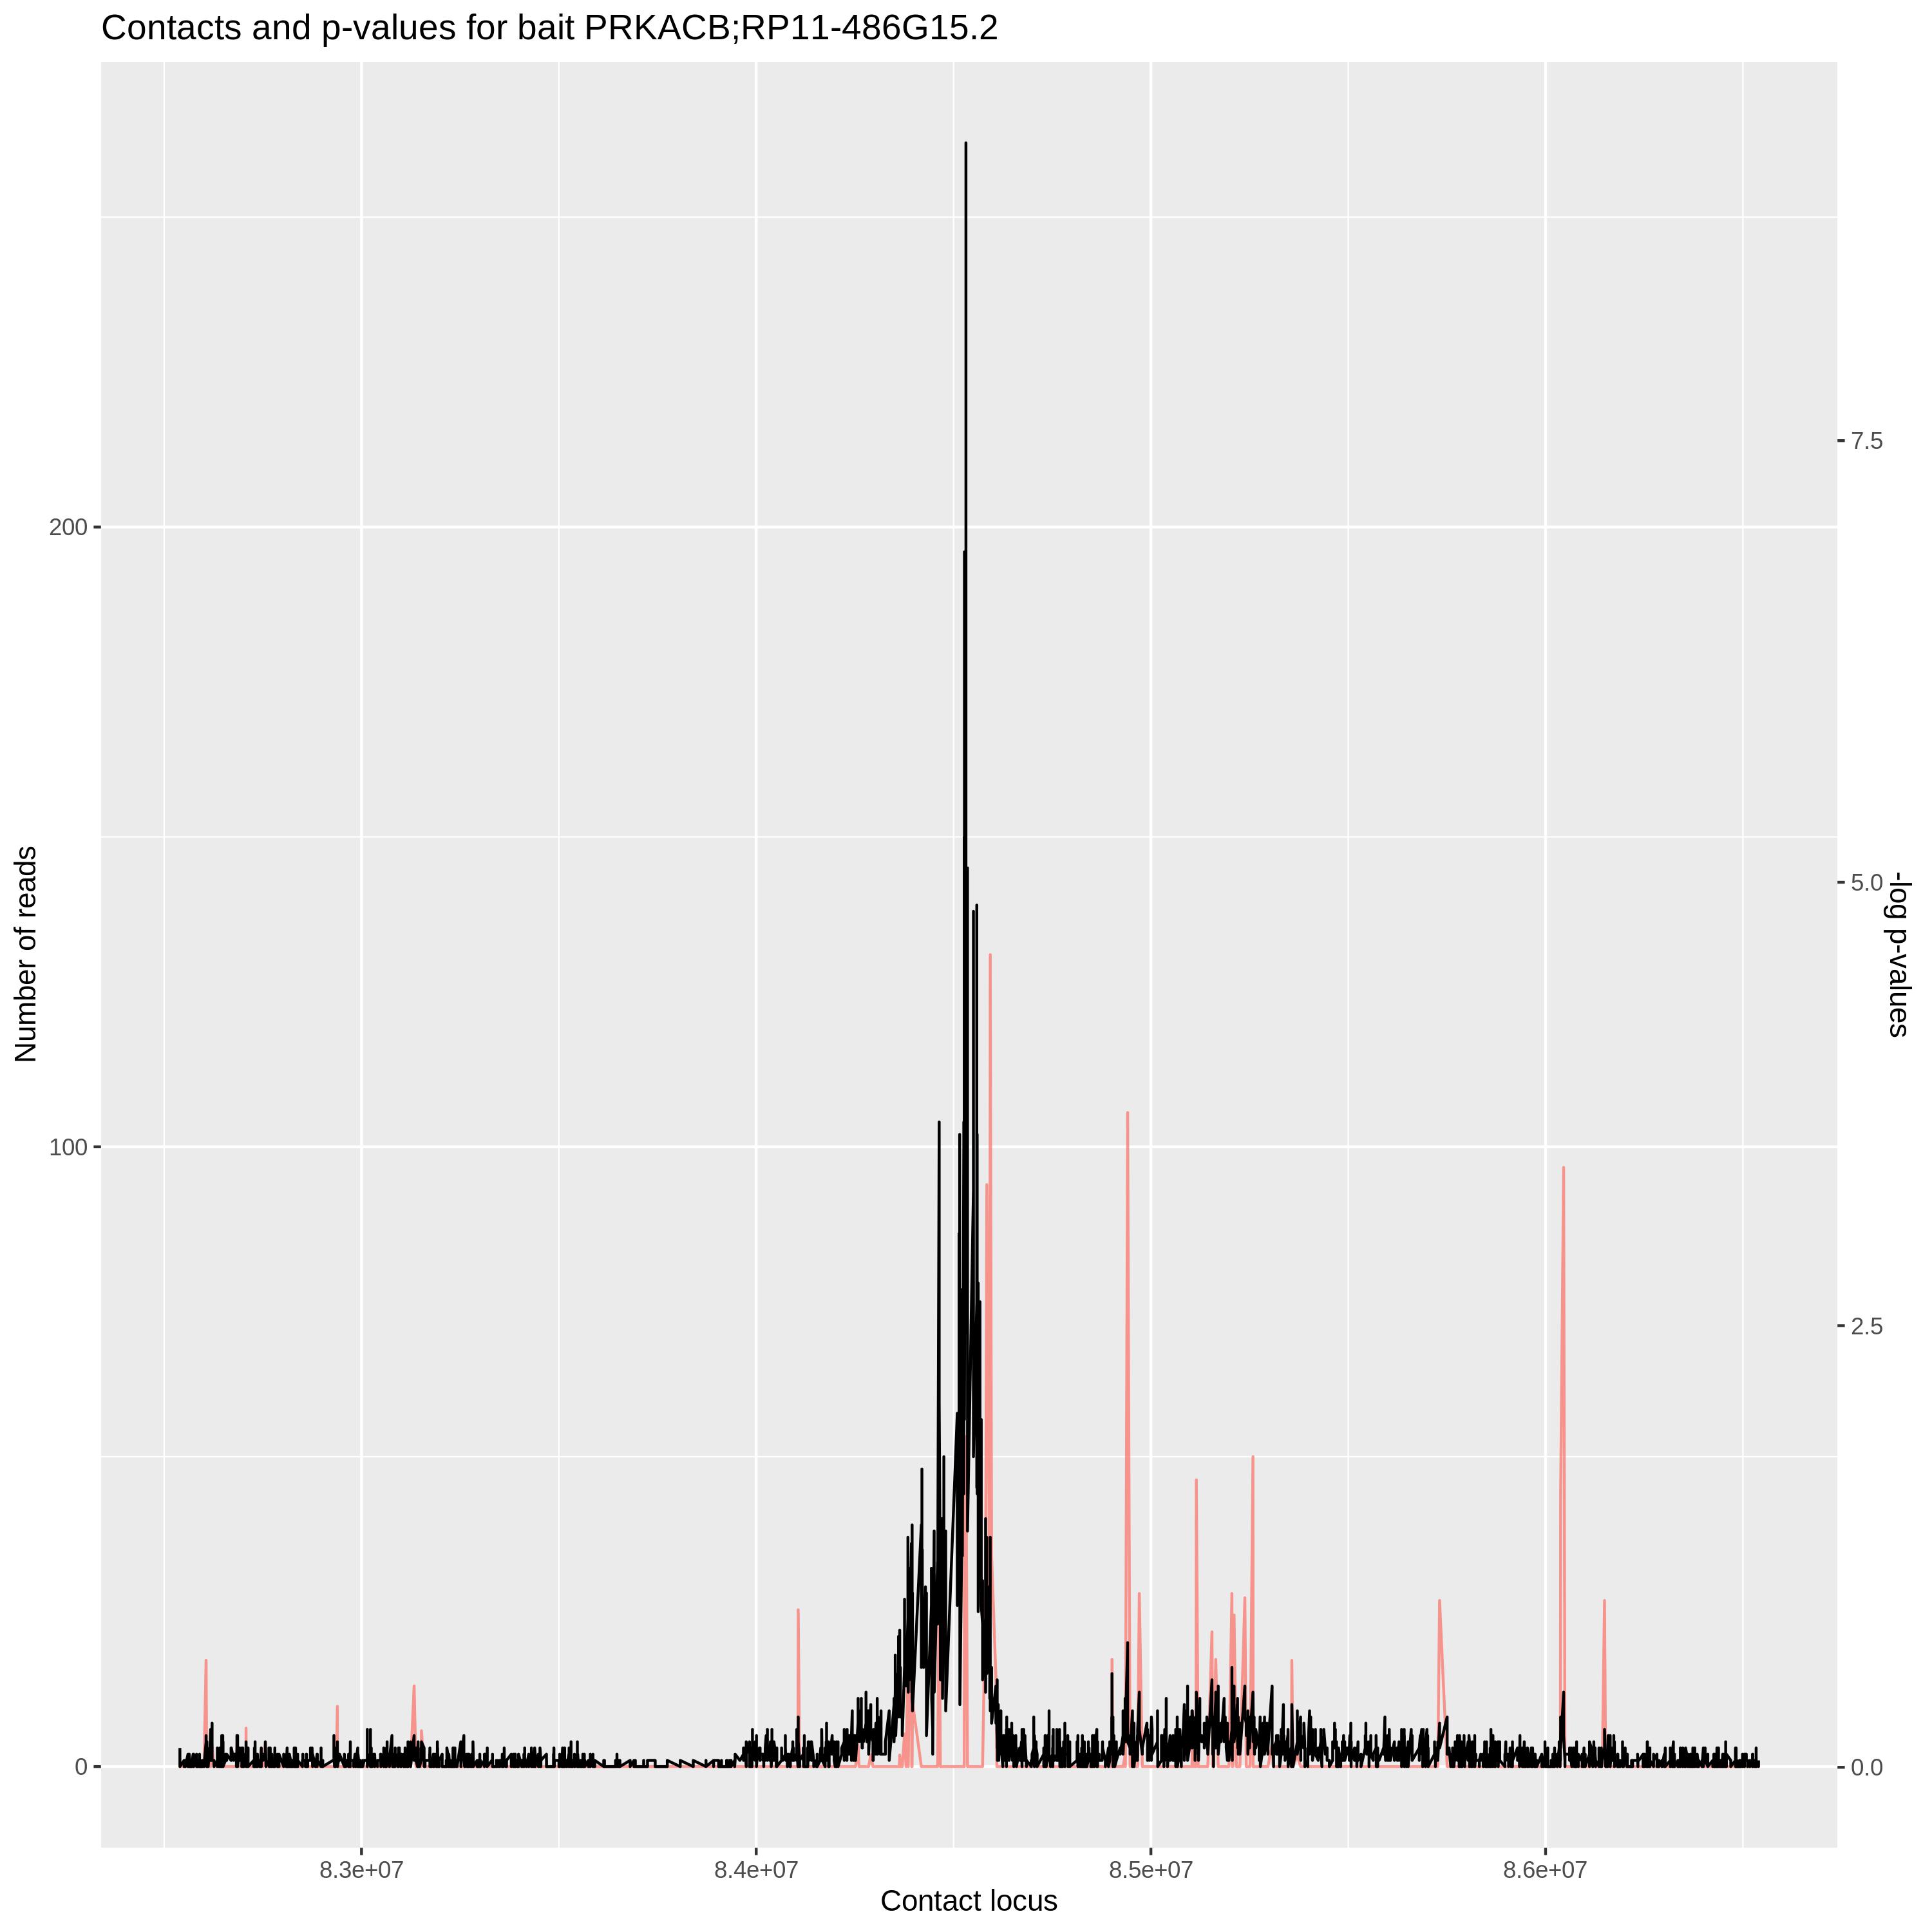 Contacts and p-values for bait PRKACB;RP11-486G15.2
Number of reads
200
100
0
7.5
5.0
2.5
0.0
-log p-values
8.3e+07
8.4e+07
8.5e+07
8.6e+07
Contact locus